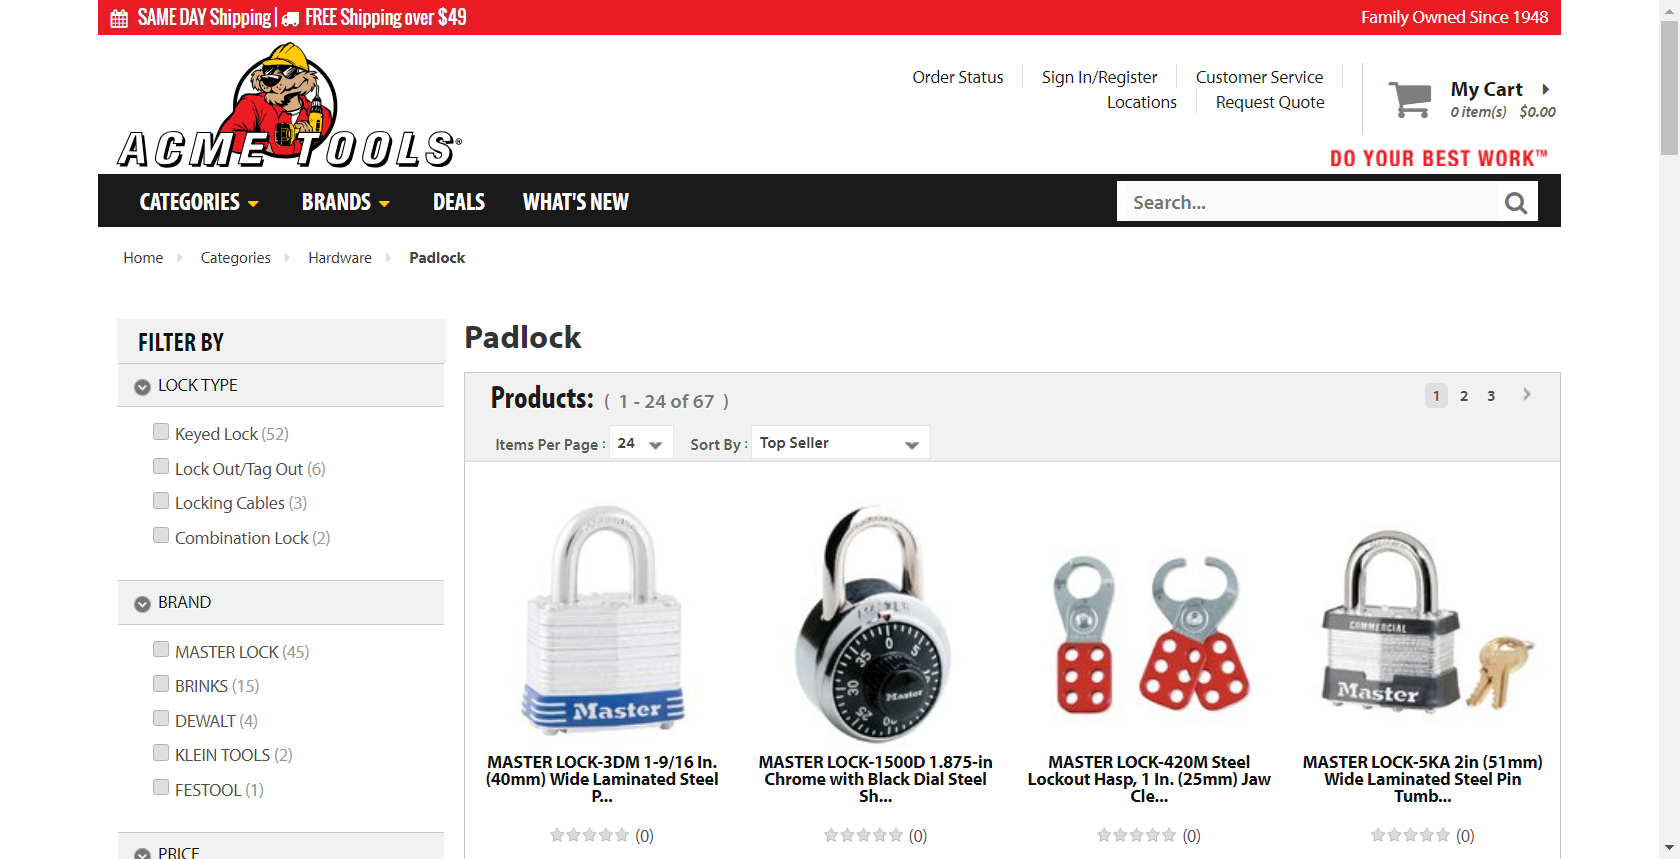 SAME DAY Shipping | FREE Shipping over $49
Family Owned Since 1948
ACME TOOLS®
Order Status
Sign In/Register
Customer Service
Locations
Request Quote
My Cart
0 item(s) $0.00
DO YOUR BEST WORK™
CATEGORIES
BRANDS
DEALS
WHAT'S NEW
Search...
Home
Categories
Hardware
Padlock
FILTER BY
LOCK TYPE
Keyed Lock (52)
Lock Out/Tag Out (6)
Locking Cables (3)
Combination Lock (2)
BRAND
MASTER LOCK (45)
BRINKS (15)
DEWALT (4)
KLEIN TOOLS (2)
FESTOOL (1)
PRICE
Padlock
Products: ( 1 - 24 of 67 )
1 2 3
Items Per Page : 24
Sort By : Top Seller
Master
MASTER LOCK-3DM 1-9/16 In.
(40mm) Wide Laminated Steel
P...
(0)
MASTER
0
5
35
30
25
Master
MASTER LOCK-1500D 1.875-in
Chrome with Black Dial Steel
Sh...
(0)
MASTER LOCK-420M Steel
Lockout Hasp, 1 In. (25mm) Jaw
Cle...
(0)
COMMERCIAL
Master
MASTER LOCK-5KA 2in (51mm)
Wide Laminated Steel Pin
Tumb...
(0)